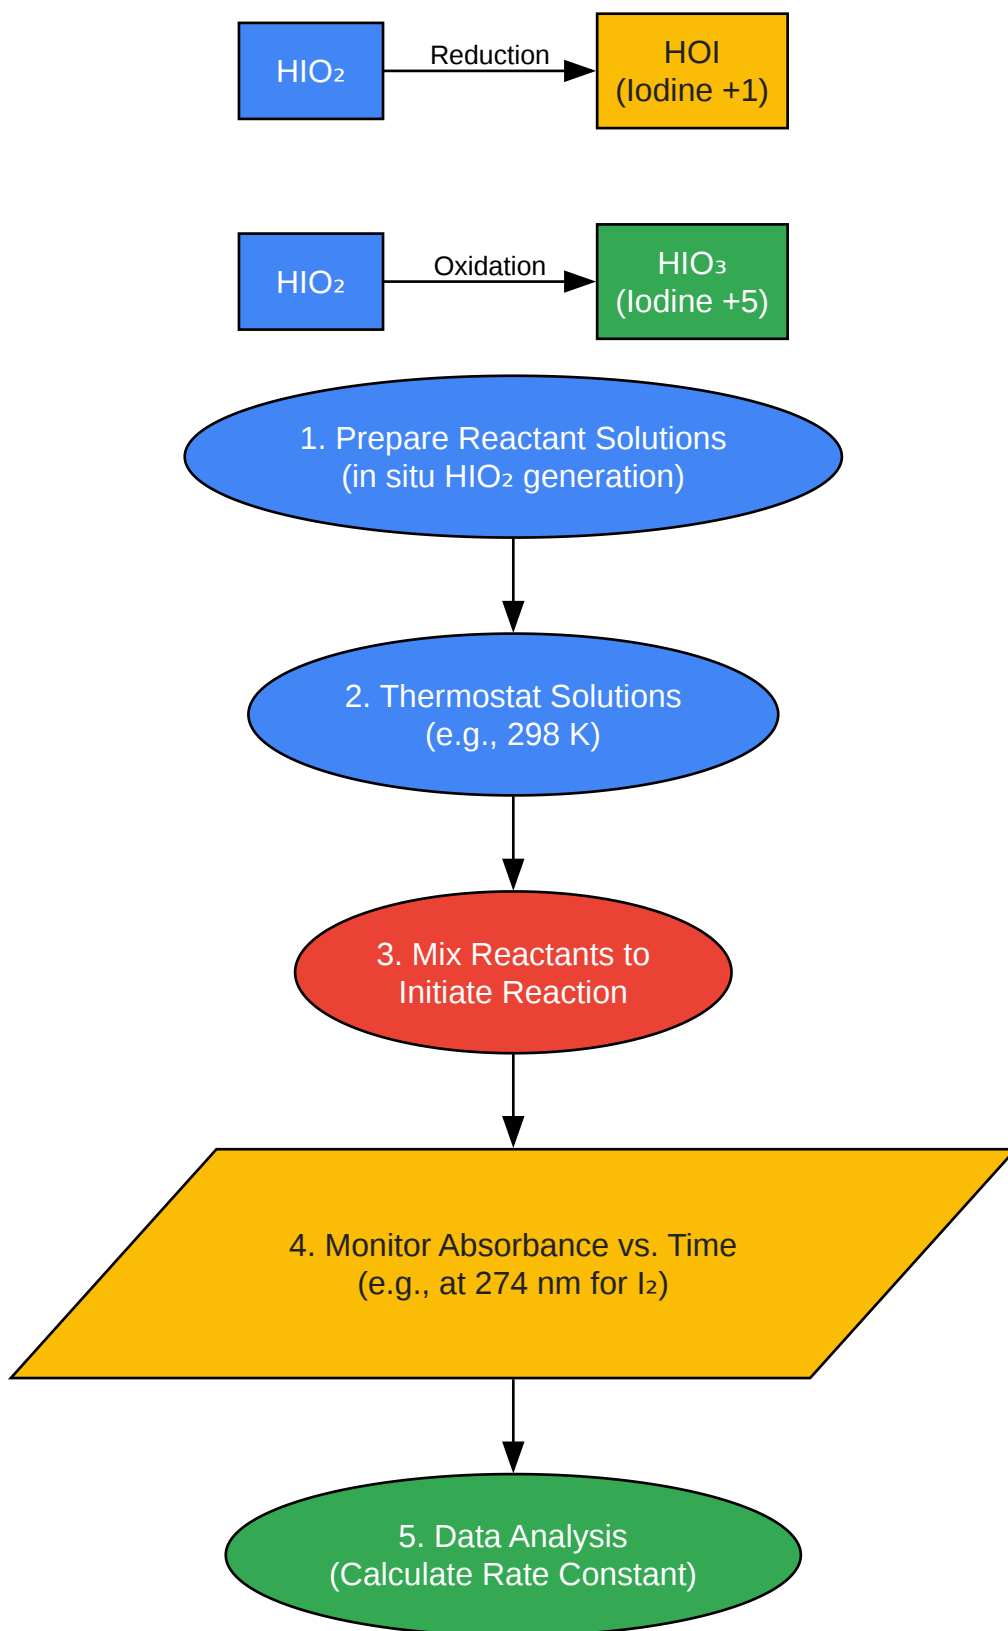 HIO₂
Reduction
HOI
(Iodine +1)
HIO₂
Oxidation
HIO₃
(Iodine +5)
1. Prepare Reactant Solutions
(in situ HIO₂ generation)
2. Thermostat Solutions
(e.g., 298 K)
3. Mix Reactants to
Initiate Reaction
4. Monitor Absorbance vs. Time
(e.g., at 274 nm for I₂)
5. Data Analysis
(Calculate Rate Constant)